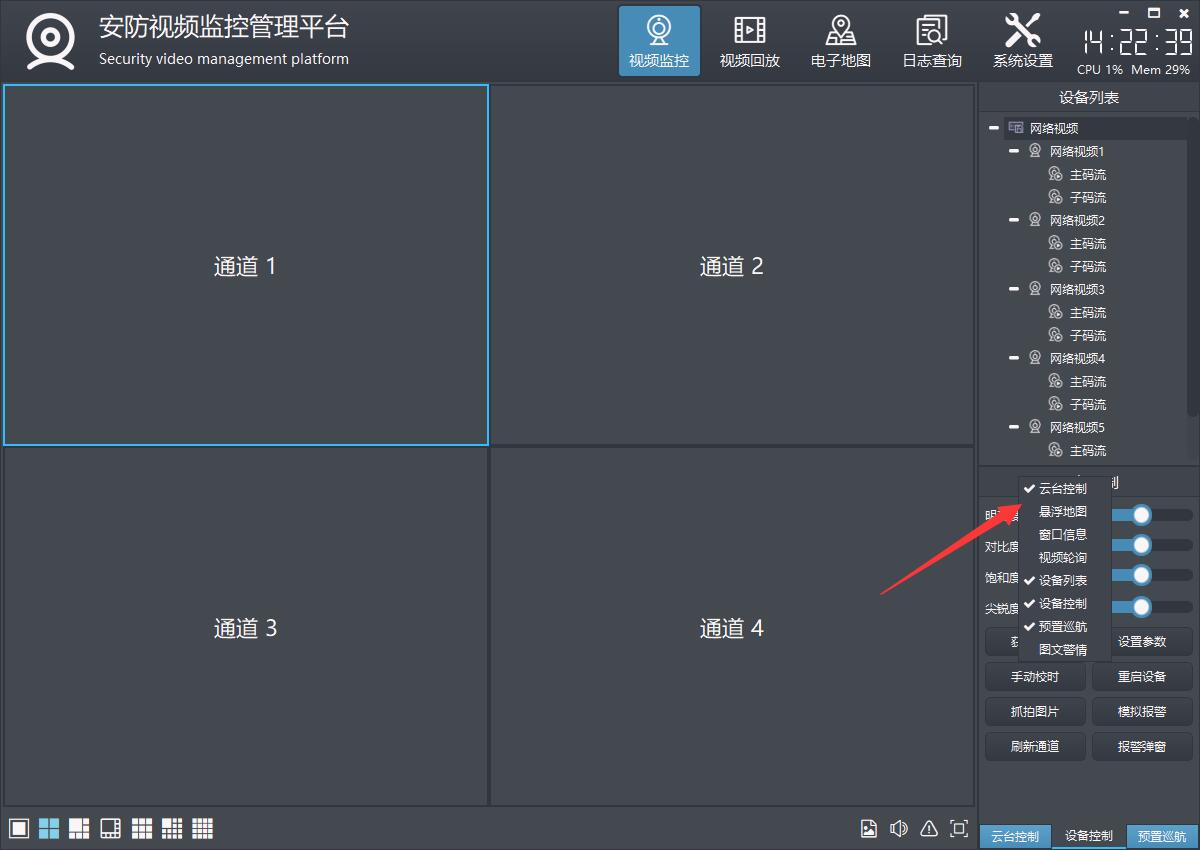 安防视频监控管理平台
Security video management platform
视频监控
视频回放
电子地图
日志查询
系统设置
14:22:39
CPU 1% Mem 29%
通道 1
通道 2
通道 3
通道 4
设备列表
网络视频
网络视频1
主码流
子码流
网络视频2
主码流
子码流
网络视频3
主码流
子码流
网络视频4
主码流
子码流
网络视频5
主码流
制
云台控制
悬浮地图
窗口信息
视频轮询
设备列表
设备控制
预置巡航
图文警情
对比度
饱和度
尖锐度
设置参数
手动校时
重启设备
抓拍图片
模拟报警
刷新通道
报警弹窗
云台控制
设备控制
预置巡航